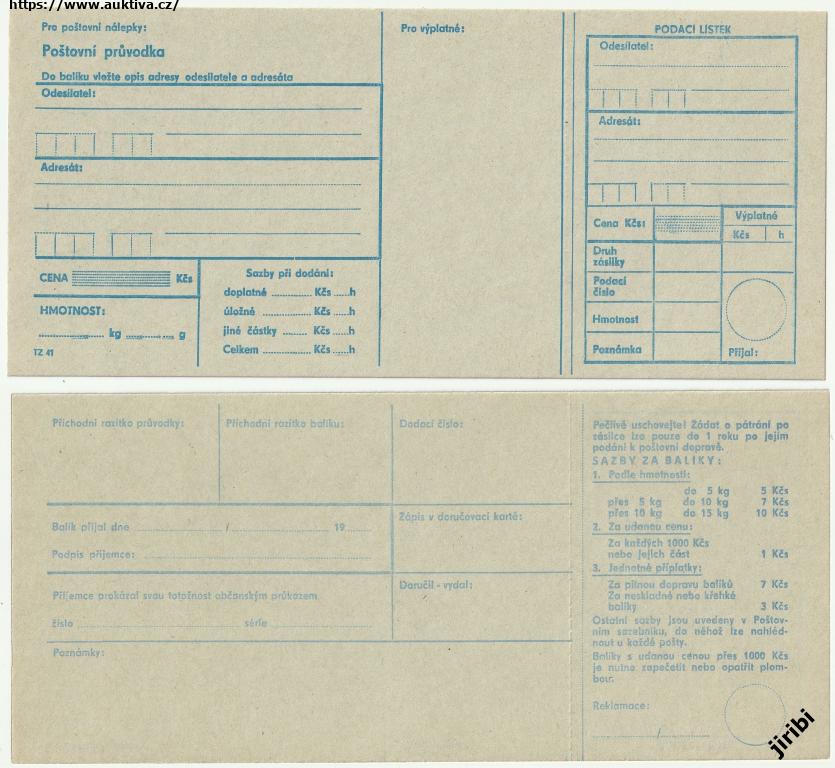 https://www.auktiva.cz/
Pro poštovní nálepky:
Poštovní průvodka
Do balíku vložte opis adresy odesílatele a adresáta
Odesílatel:
Adresát:
CENA Kčs
HMOTNOST:
kg g
TZ 41
Sazby při dodání:
doplatné Kčs h
úložné Kčs h
jiné částky Kčs h
Celkem Kčs h
Pro výplatné:
PODACÍ LÍSTEK
Odesílatel:
Adresát:
Cena Kčs:
Výplatné
Kčs h
Druh
zásilky
Podací
číslo
Hmotnost
Poznámka
Přijal:
Příchodní razítko průvodky:
Příchodní razítko balíku:
Dodací číslo:
Balík přijal dne / 19
Podpis příjemce:
Zápis v doručovací kartě:
Příjemce prokázal svou totožnost občanským průkazem
číslo série
Doručil - vydal:
Poznámky:
Pečlivě uschovejte! Žádat o pátrání po
zásilce lze pouze do 1 roku po jejím
podání k poštovní dopravě.
SAZBY ZA BALÍKY:
1. Podle hmotnosti:
do 5 kg 5 Kčs
přes 5 kg do 10 kg 7 Kčs
přes 10 kg do 15 kg 10 Kčs
2. Za udanou cenu:
Za každých 1000 Kčs
nebo jejich část 1 Kčs
3. Jednotné příplatky:
Za pilnou dopravu balíků 7 Kčs
Za neskladné nebo křehké
balíky 3 Kčs
Ostatní sazby jsou uvedeny v Poštov-
ním sazebníku, do něhož lze nahléd-
nout u každé pošty.
Balíky s udanou cenou přes 1000 Kčs
je nutno zapečetit nebo opatřit plom-
bou.
Reklamace:
/
jiribi